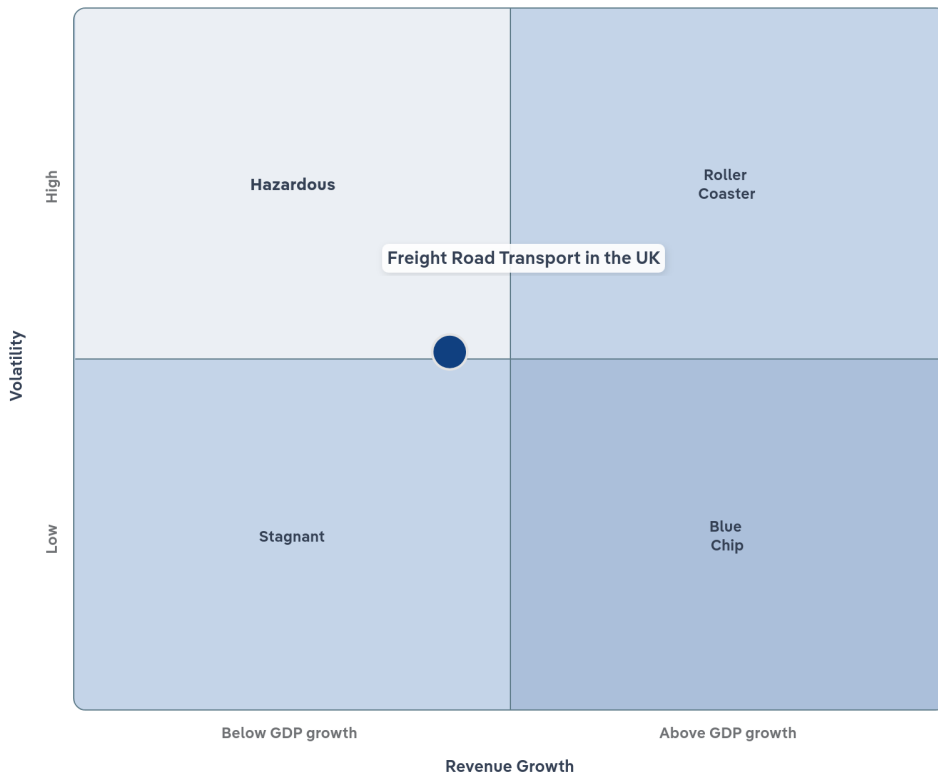 High
Hazardous
Roller
Coaster
Freight Road Transport in the UK
Volatility
Low
Stagnant
Blue
Chip
Below GDP growth
Above GDP growth
Revenue Growth